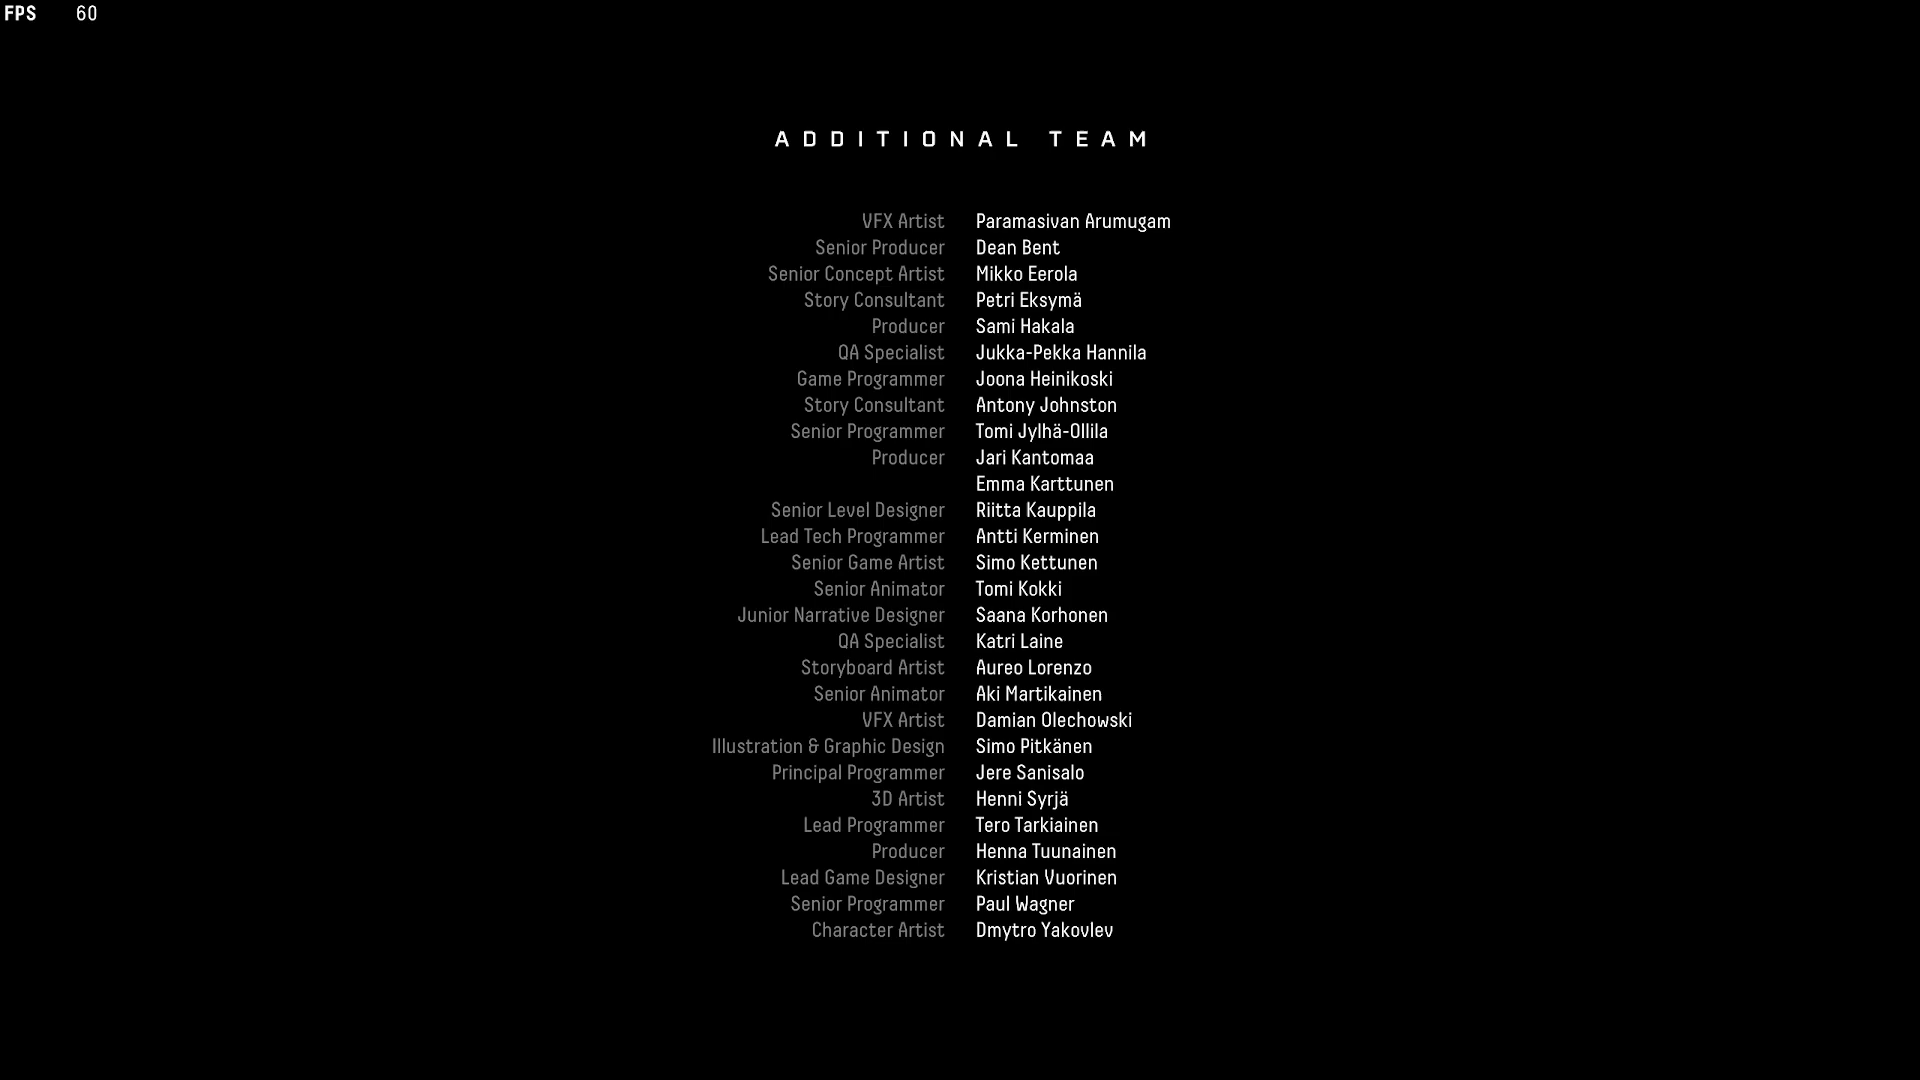 FPS 60
ADDITIONAL TEAM
VFX Artist Paramasivan Arumugam
Senior Producer Dean Bent
Senior Concept Artist Mikko Eerola
Story Consultant Petri Eksymä
Producer Sami Hakala
QA Specialist Jukka-Pekka Hannila
Game Programmer Joona Heinikoski
Story Consultant Antony Johnston
Senior Programmer Tomi Jylhä-Ollila
Producer Jari Kantomaa
Emma Karttunen
Senior Level Designer Riitta Kauppila
Lead Tech Programmer Antti Kerminen
Senior Game Artist Simo Kettunen
Senior Animator Tomi Kokki
Junior Narrative Designer Saana Korhonen
QA Specialist Katri Laine
Storyboard Artist Aureo Lorenzo
Senior Animator Aki Martikainen
VFX Artist Damian Olechowski
Illustration & Graphic Design Simo Pitkänen
Principal Programmer Jere Sanisalo
3D Artist Henni Syrjä
Lead Programmer Tero Tarkiainen
Producer Henna Tuunainen
Lead Game Designer Kristian Vuorinen
Senior Programmer Paul Wagner
Character Artist Dmytro Yakovlev